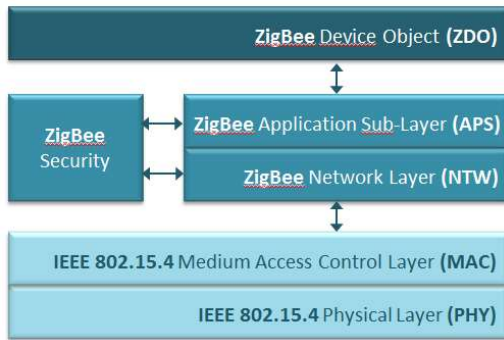 ZigBee Device Object (ZDO)
ZigBee
Security
ZigBee Application Sub-Layer (APS)
ZigBee Network Layer (NTW)
IEEE 802.15.4 Medium Access Control Layer (MAC)
IEEE 802.15.4 Physical Layer (PHY)